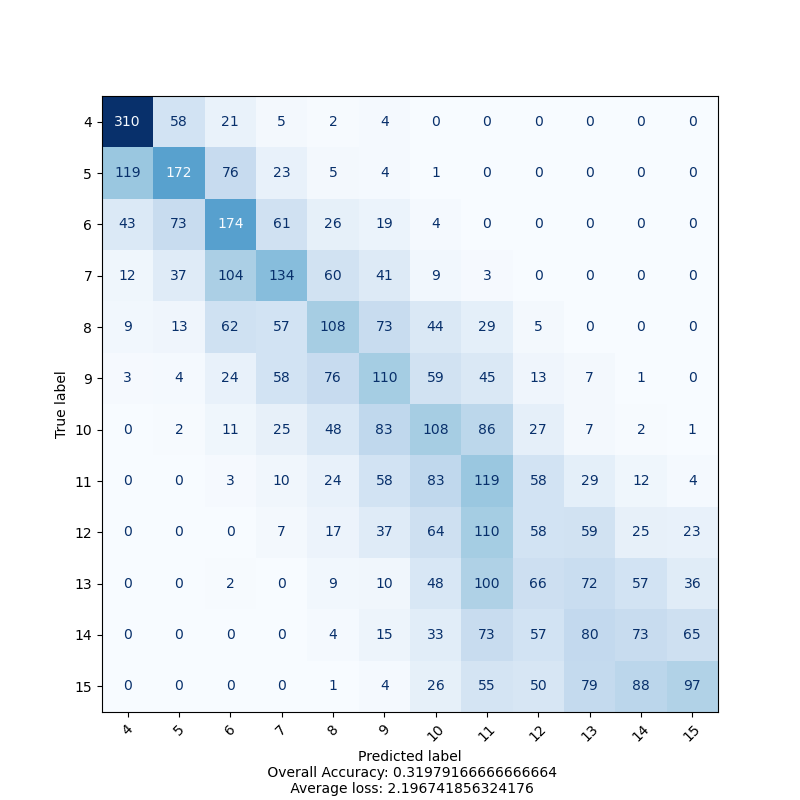 4 310 58 21 5 2 4 0 0 0 0 0 0
5 119 172 76 23 5 4 1 0 0 0 0 0
6 43 73 174 61 26 19 4 0 0 0 0 0
7 12 37 104 134 60 41 9 3 0 0 0 0
8 9 13 62 57 108 73 44 29 5 0 0 0
9 3 4 24 58 76 110 59 45 13 7 1 0
True label
10 0 2 11 25 48 83 108 86 27 7 2 1
11 0 0 3 10 24 58 83 119 58 29 12 4
12 0 0 0 7 17 37 64 110 58 59 25 23
13 0 0 2 0 9 10 48 100 66 72 57 36
14 0 0 0 0 4 15 33 73 57 80 73 65
15 0 0 0 0 1 4 26 55 50 79 88 97
4 5 6 7 8 9 10 11 12 13 14 15
Predicted label
Overall Accuracy: 0.31979166666666664
Average loss: 2.196741856324176